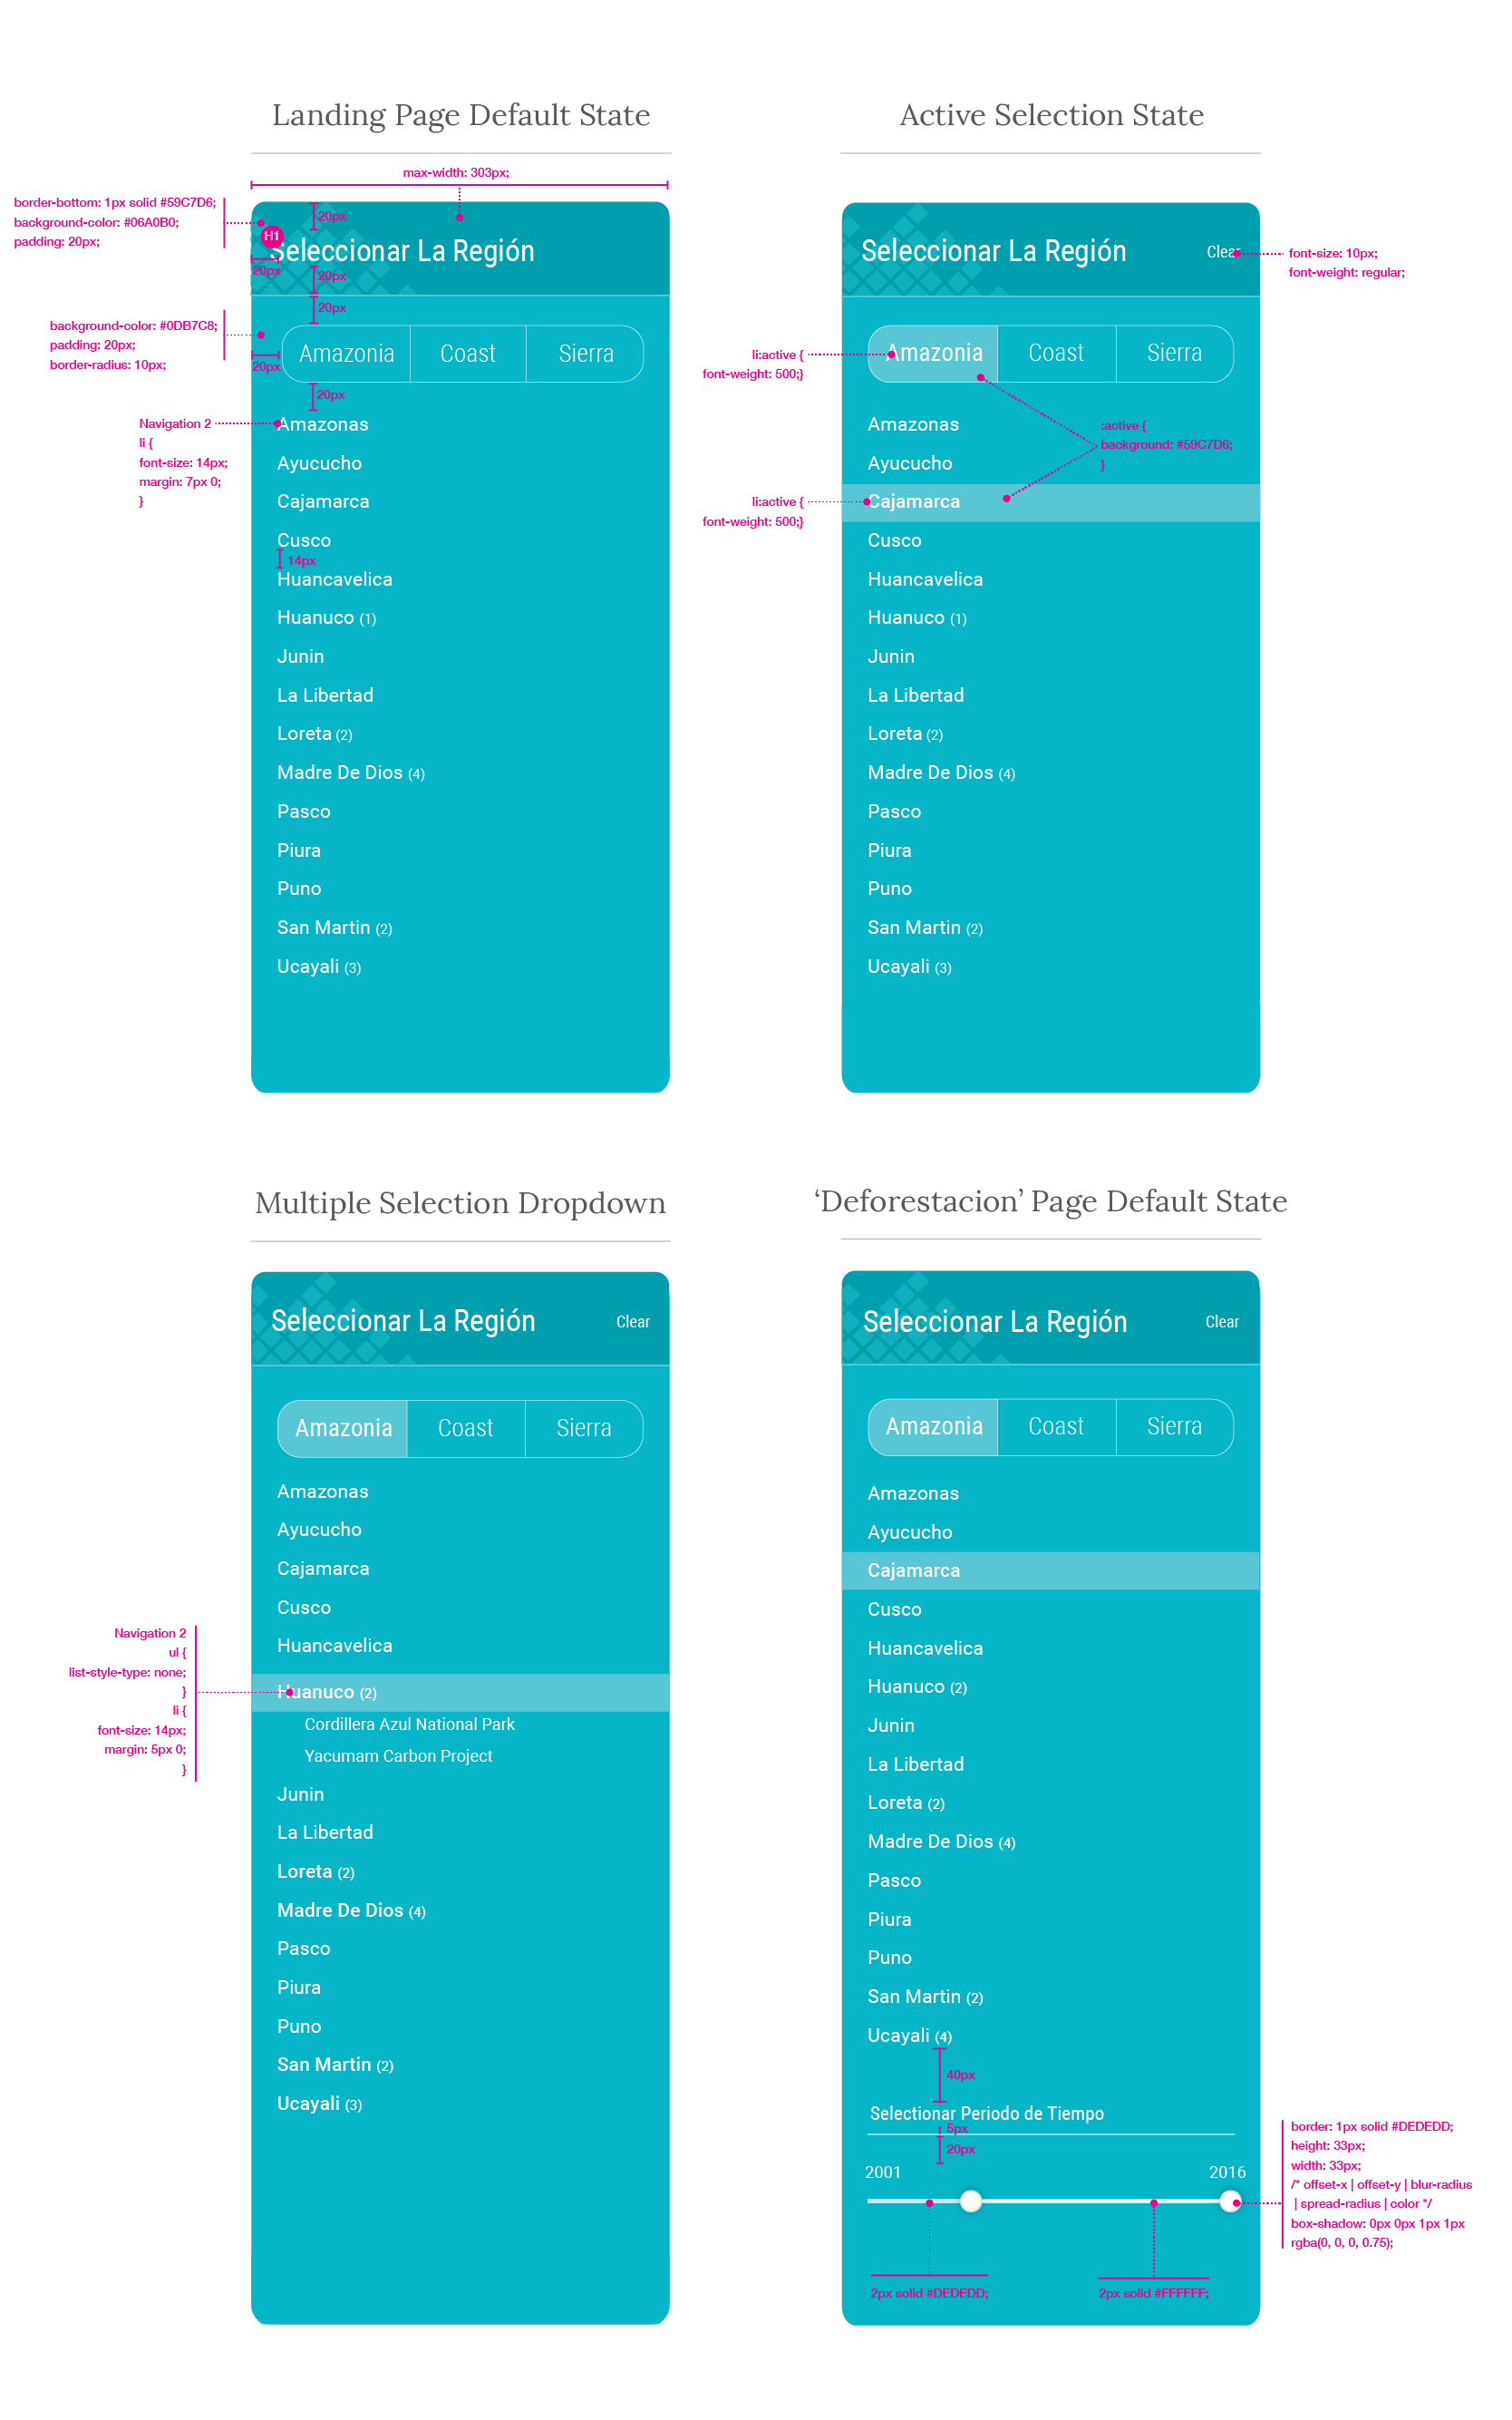 Landing Page Default State
max-width: 303px;
border-bottom: 1px solid #59C7D6;
background-color: #06A0B0;
padding: 20px;
20px
H1
Seleccionar La Región
20px
20px
20px
background-color: #0DB7C8;
padding: 20px;
border-radius: 10px;
20px
Amazonia Coast Sierra
20px
Navigation 2
li {
font-size: 14px;
margin: 7px 0;
}
Amazonas
Ayucucho
Cajamarca
Cusco
14px
Huancavelica
Huanuco (1)
Junin
La Libertad
Loreta (2)
Madre De Dios (4)
Pasco
Piura
Puno
San Martin (2)
Ucayali (3)
Active Selection State
Seleccionar La Región Clear
font-size: 10px;
font-weight: regular;
Amazonia Coast Sierra
li:active {
font-weight: 500;}
:active {
background: #59C7D6;
}
li:active {
font-weight: 500;}
Amazonas
Ayucucho
Cajamarca
Cusco
Huancavelica
Huanuco (1)
Junin
La Libertad
Loreta (2)
Madre De Dios (4)
Pasco
Piura
Puno
San Martin (2)
Ucayali (3)
Multiple Selection Dropdown
Seleccionar La Región Clear
Amazonia Coast Sierra
Amazonas
Ayucucho
Cajamarca
Cusco
Huancavelica
Huanuco (2)
Cordillera Azul National Park
Yacumam Carbon Project
Junin
La Libertad
Loreta (2)
Madre De Dios (4)
Pasco
Piura
Puno
San Martin (2)
Ucayali (3)
Navigation 2
ul {
list-style-type: none;
}
li {
font-size: 14px;
margin: 5px 0;
}
‘Deforestacion’ Page Default State
Seleccionar La Región Clear
Amazonia Coast Sierra
Amazonas
Ayucucho
Cajamarca
Cusco
Huancavelica
Huanuco (2)
Junin
La Libertad
Loreta (2)
Madre De Dios (4)
Pasco
Piura
Puno
San Martin (2)
Ucayali (4)
40px
Selectionar Periodo de Tiempo
5px
20px
2001 2016
2px solid #DEDEDD;
2px solid #FFFFFF;
border: 1px solid #DEDEDD;
height: 33px;
width: 33px;
/* offset-x | offset-y | blur-radius
| spread-radius | color */
box-shadow: 0px 0px 1px 1px
rgba(0, 0, 0, 0.75);